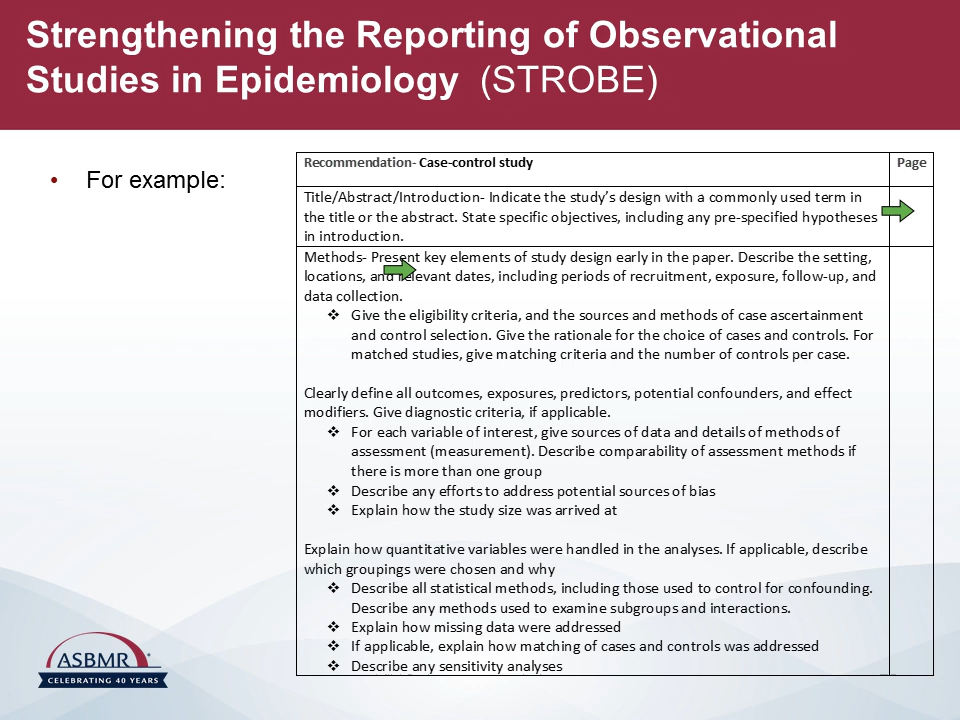 Strengthening the Reporting of Observational
Studies in Epidemiology (STROBE)
• For example:
Recommendation- Case-control study
Page
Title/Abstract/Introduction- Indicate the study's design with a commonly used term in
the title or the abstract. State specific objectives, including any pre-specified hypotheses
in introduction.
Methods- Present key elements of study design early in the paper. Describe the setting,
locations, and relevant dates, including periods of recruitment, exposure, follow-up, and
data collection.
❖ Give the eligibility criteria, and the sources and methods of case ascertainment
and control selection. Give the rationale for the choice of cases and controls. For
matched studies, give matching criteria and the number of controls per case.
Clearly define all outcomes, exposures, predictors, potential confounders, and effect
modifiers. Give diagnostic criteria, if applicable.
❖ For each variable of interest, give sources of data and details of methods of
assessment (measurement). Describe comparability of assessment methods if
there is more than one group
❖ Describe any efforts to address potential sources of bias
❖ Explain how the study size was arrived at
Explain how quantitative variables were handled in the analyses. If applicable, describe
which groupings were chosen and why
❖ Describe all statistical methods, including those used to control for confounding.
Describe any methods used to examine subgroups and interactions.
❖ Explain how missing data were addressed
❖ If applicable, explain how matching of cases and controls was addressed
❖ Describe any sensitivity analyses
ASBMR
CELEBRATING 40 YEARS